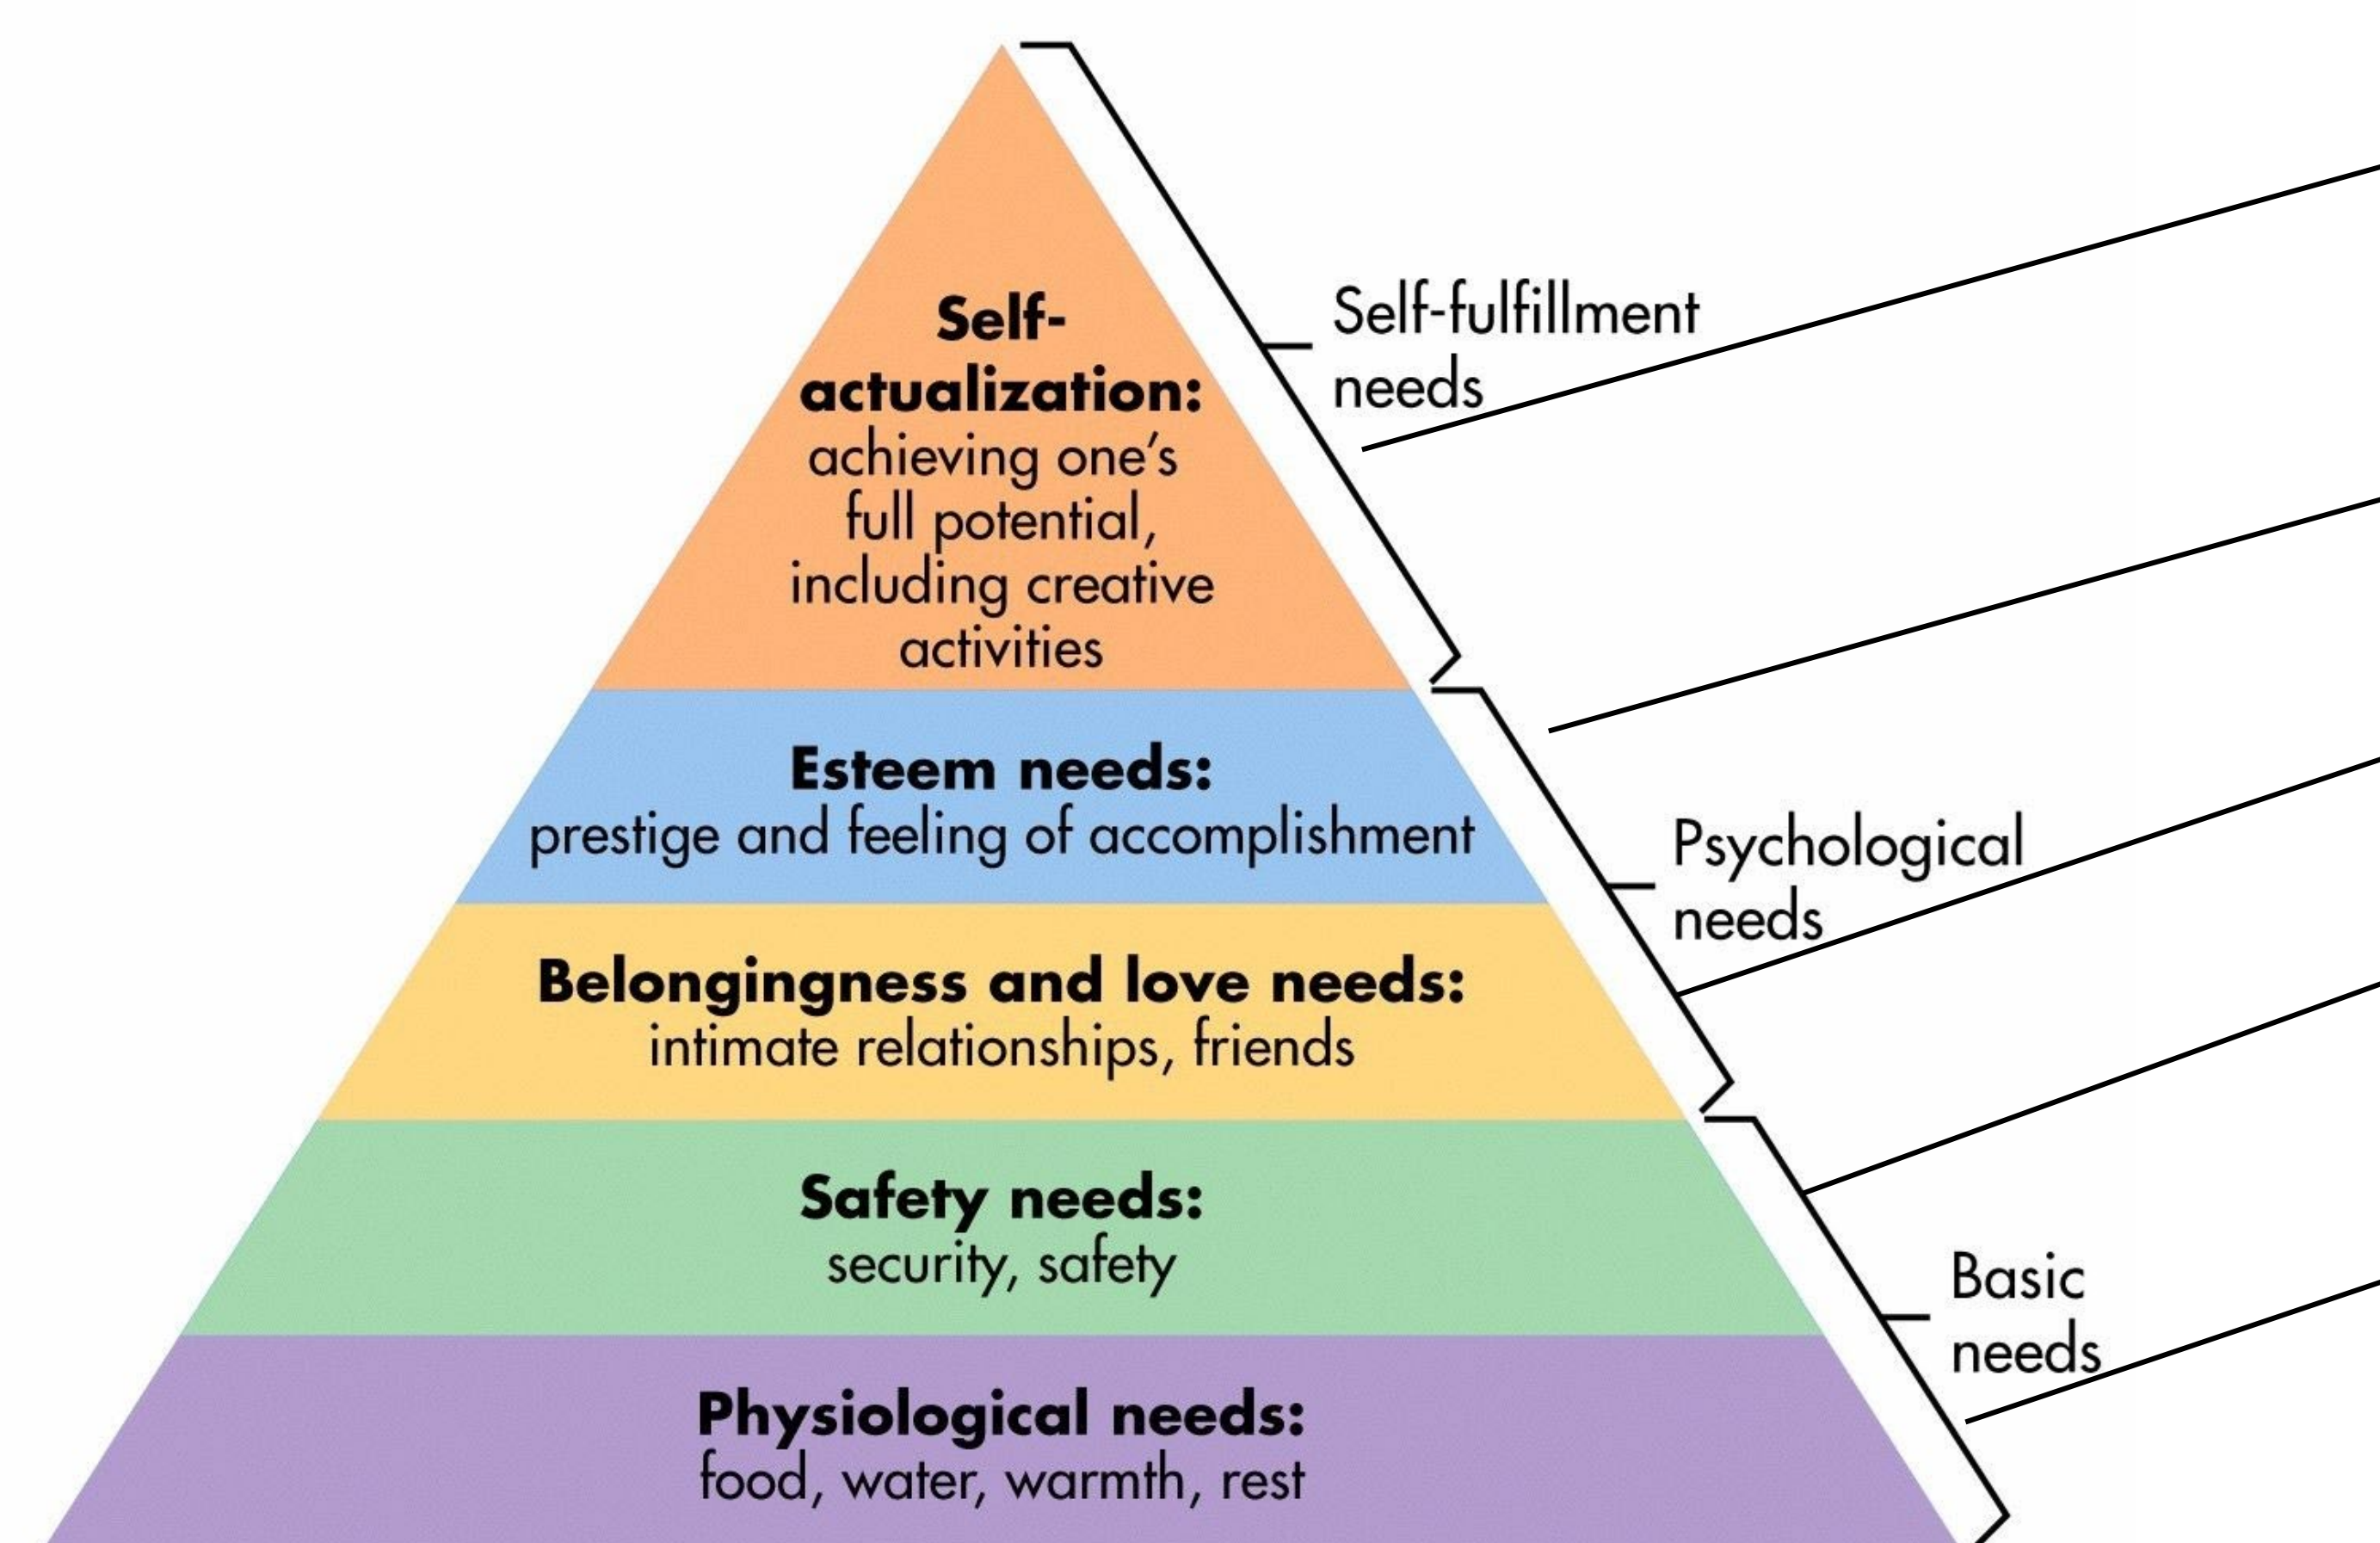 Self-
actualization:
achieving one's
full potential,
including creative
activities
Self-fulfillment
needs
Esteem needs:
prestige and feeling of accomplishment
Psychological
needs
Belongingness and love needs:
intimate relationships, friends
Safety needs:
security, safety
Basic
needs
Physiological needs:
food, water, warmth, rest